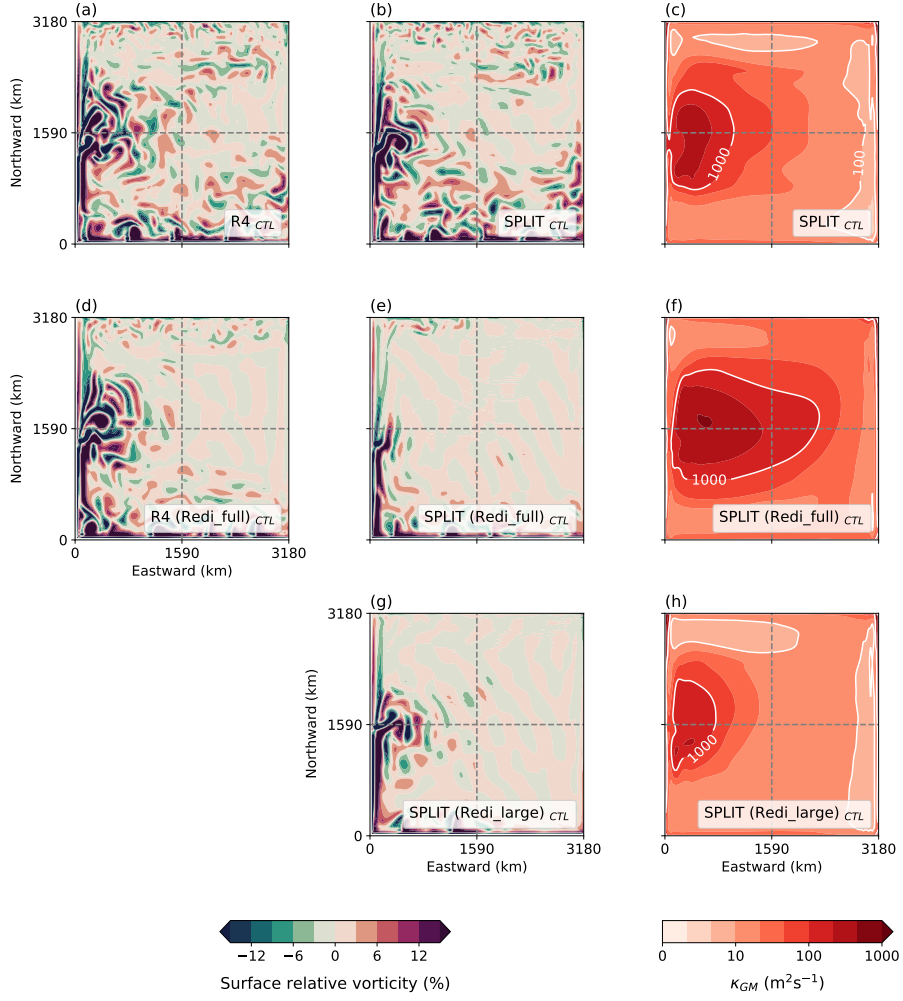 (a)
(b)
(c)
3180
1590
0
Northward (km)
R4 CTL
SPLIT CTL
1000
100
SPLIT CTL
(d)
(e)
(f)
3180
1590
0
Northward (km)
R4 (Redi_full) CTL
SPLIT (Redi_full) CTL
1000
SPLIT (Redi_full) CTL
0 1590 3180
Eastward (km)
(g)
(h)
3180
1590
0
Northward (km)
SPLIT (Redi_large) CTL
1000
SPLIT (Redi_large) CTL
0 1590 3180
Eastward (km)
0 1590 3180
Eastward (km)
−12 −6 0 6 12
Surface relative vorticity (%)
0 10 100 1000
κGM (m²s⁻¹)